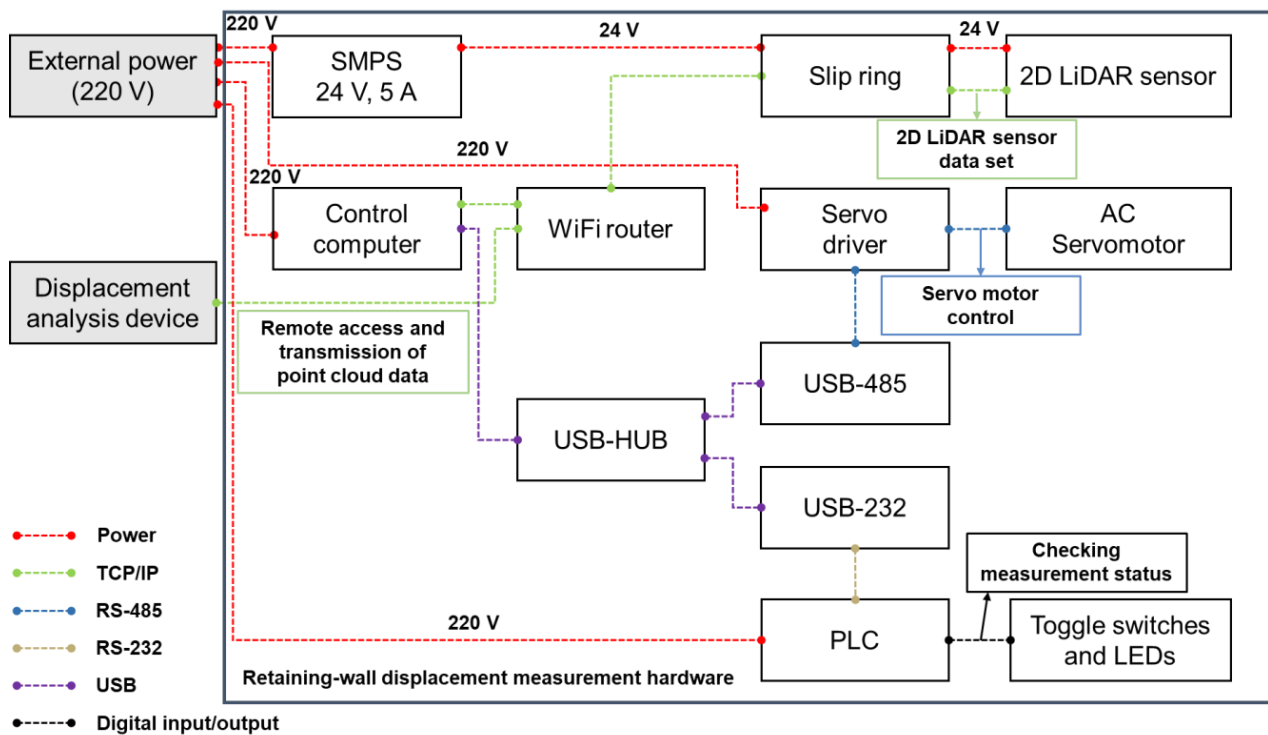 220 V
24 V
24 V
External power
(220 V)
SMPS
24 V, 5 A
Slip ring
2D LiDAR sensor
2D LiDAR sensor
data set
220 V
220 V
Control
computer
WiFi router
Servo
driver
AC
Servomotor
Displacement
analysis device
Servo motor
control
Remote access and
transmission of
point cloud data
USB-485
USB-HUB
USB-232
Power
TCP/IP
RS-485
RS-232
USB
Digital input/output
Checking
measurement status
220 V
PLC
Toggle switches
and LEDs
Retaining-wall displacement measurement hardware